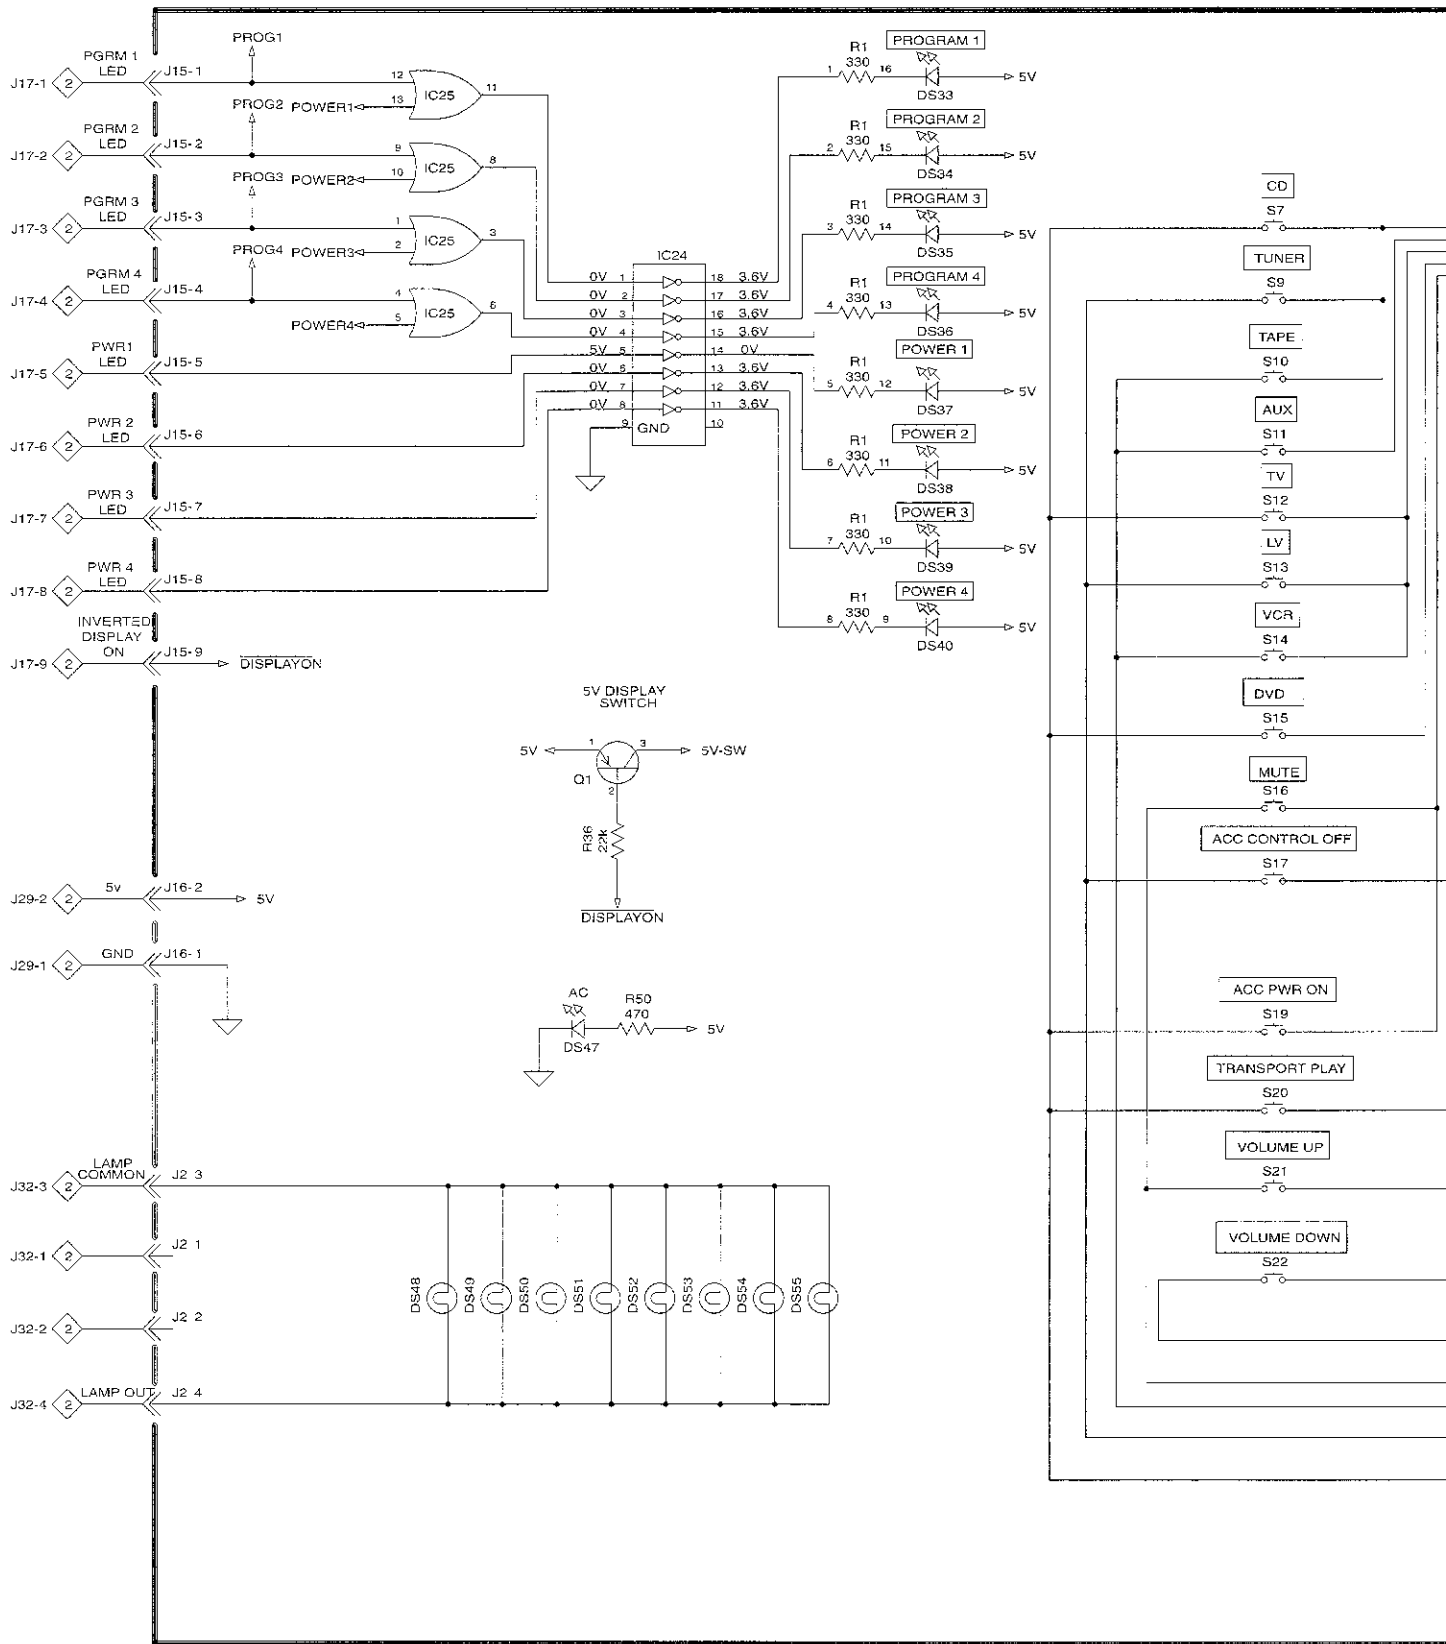 PROG1
PGRM 1
LED
J17-1
2
J15-1
12
13
IC25
11
POWER1
PROG2
PGRM 2
LED
J17-2
2
J15-2
9
10
IC25
8
POWER2
PROG3
PGRM 3
LED
J17-3
2
J15-3
1
2
IC25
3
POWER3
PROG4
PGRM 4
LED
J17-4
2
J15-4
4
5
IC25
6
POWER4
PWR1
LED
J17-5
2
J15-5
PWR 2
LED
J17-6
2
J15-6
PWR 3
LED
J17-7
2
J15-7
PWR 4
LED
J17-8
2
J15-8
INVERTED
DISPLAY
ON
J17-9
2
J15-9
DISPLAYON
IC24
0V 1 18 3.6V
0V 2 17 3.6V
0V 3 16 3.6V
0V 4 15 3.6V
5V 5 14 0V
0V 6 13 3.6V
0V 7 12 3.6V
0V 8 11 3.6V
9 GND 10
R1
330
1 16
PROGRAM 1
DS33
5V
R1
330
2 15
PROGRAM 2
DS34
5V
R1
330
3 14
PROGRAM 3
DS35
5V
R1
330
4 13
PROGRAM 4
DS36
5V
R1
330
5 12
POWER 1
DS37
5V
R1
330
6 11
POWER 2
DS38
5V
R1
330
7 10
POWER 3
DS39
5V
R1
330
8 9
POWER 4
DS40
5V
5V DISPLAY
SWITCH
5V
1
3
5V-SW
Q1
2
R36
22k
DISPLAYON
J29-2
2
5v
J16-2
5V
J29-1
2
GND
J16-1
AC
DS47
R50
470
5V
LAMP
COMMON
J32-3
2
J2 3
J32-1
2
J2 1
J32-2
2
J2 2
LAMP OUT
J32-4
2
J2 4
DS48
DS49
DS50
DS51
DS52
DS53
DS54
DS55
CD
S7
TUNER
S9
TAPE
S10
AUX
S11
TV
S12
LV
S13
VCR
S14
DVD
S15
MUTE
S16
ACC CONTROL OFF
S17
ACC PWR ON
S19
TRANSPORT PLAY
S20
VOLUME UP
S21
VOLUME DOWN
S22